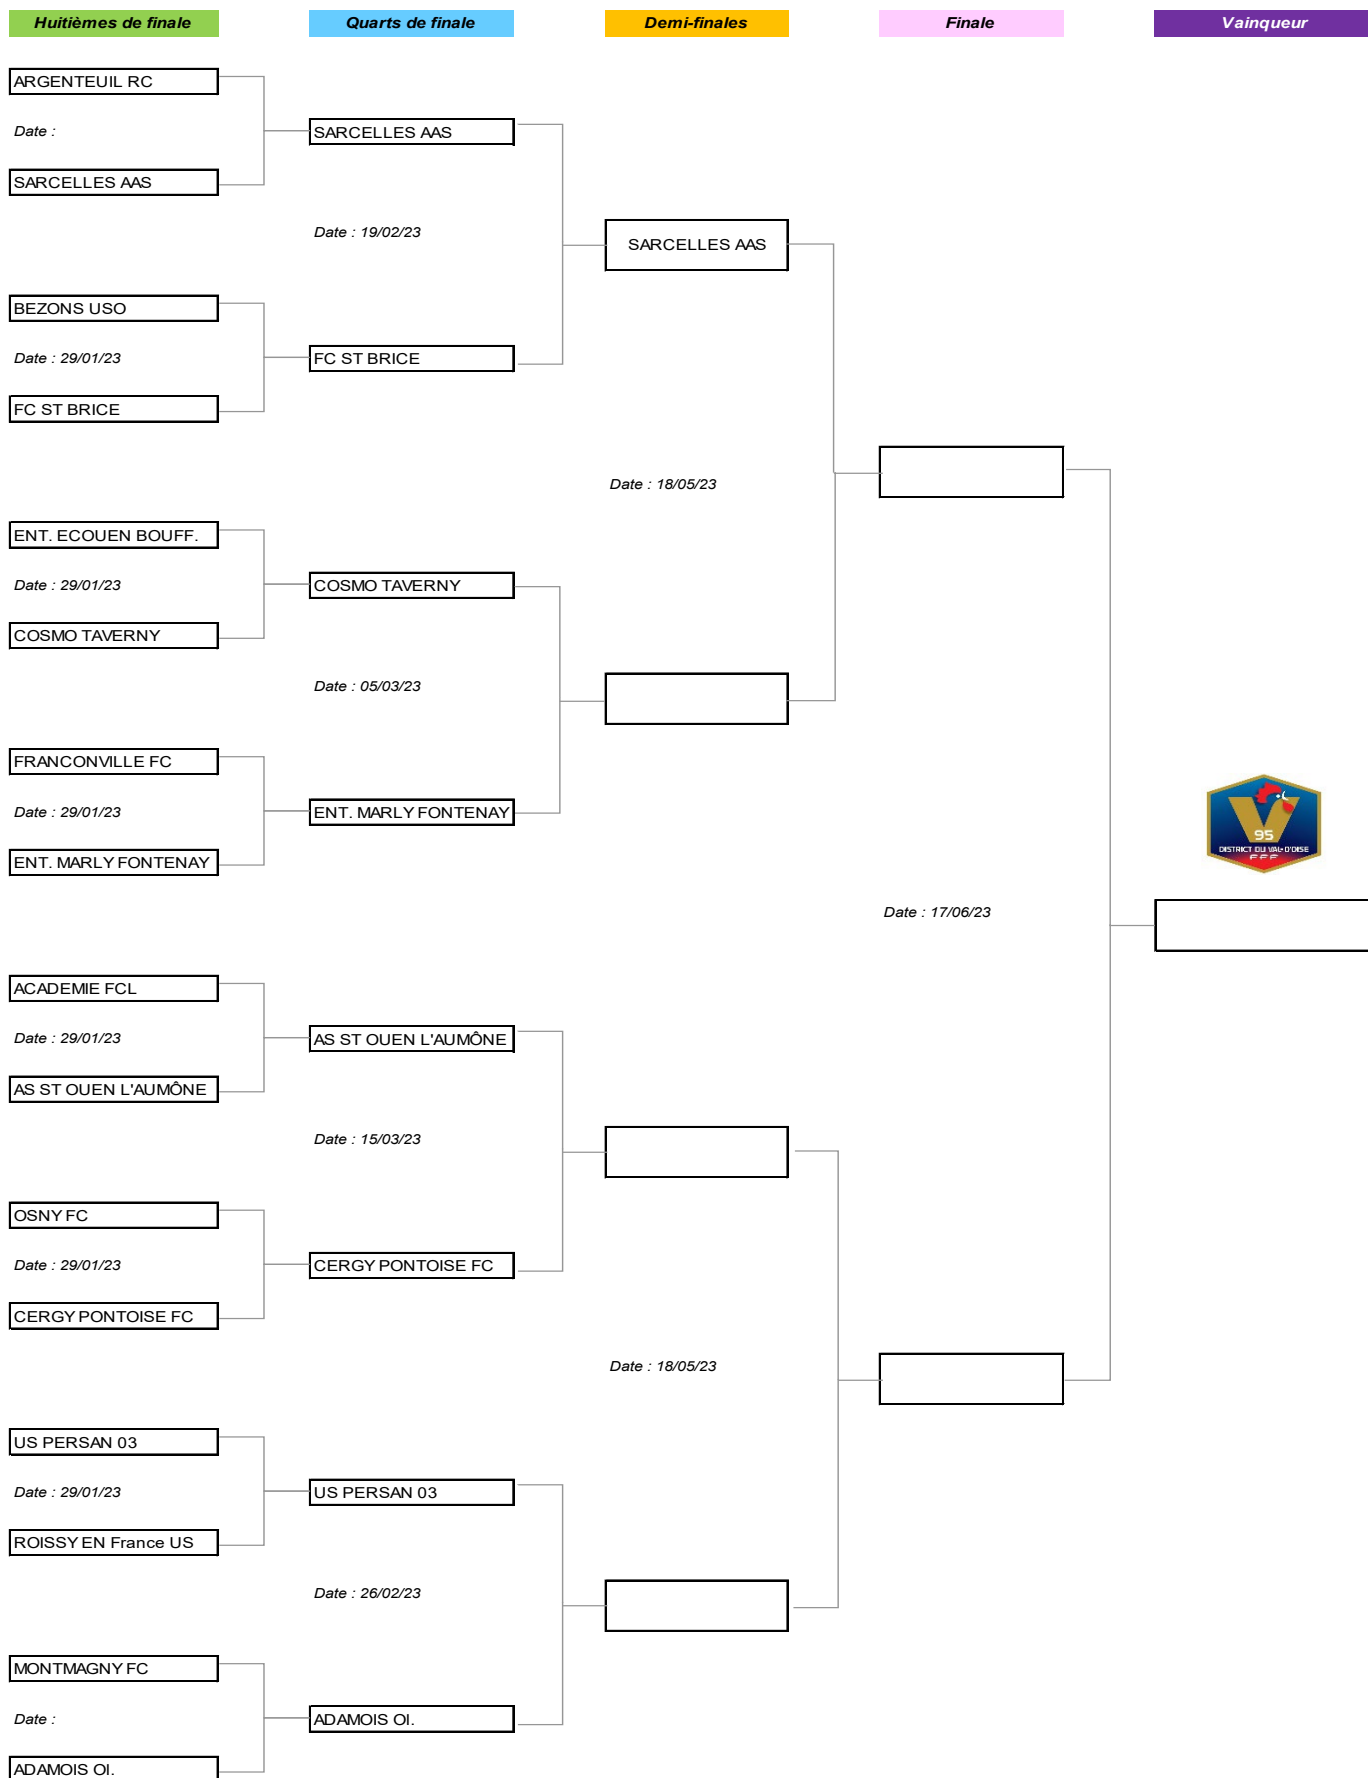 Huitièmes de finale
Quarts de finale
Demi-finales
Finale
Vainqueur
ARGENTEUIL RC
Date :
SARCELLES AAS
SARCELLES AAS
Date : 19/02/23
SARCELLES AAS
BEZONS USO
Date : 29/01/23
FC ST BRICE
FC ST BRICE
Date : 18/05/23
ENT. ECOUEN BOUFF.
Date : 29/01/23
COSMO TAVERNY
COSMO TAVERNY
Date : 05/03/23
FRANCONVILLE FC
Date : 29/01/23
ENT. MARLY FONTENAY
ENT. MARLY FONTENAY
95
DISTRICT DU VAL-D'OISE
FFF
Date : 17/06/23
ACADEMIE FCL
Date : 29/01/23
AS ST OUEN L'AUMÔNE
AS ST OUEN L'AUMÔNE
Date : 15/03/23
OSNY FC
Date : 29/01/23
CERGY PONTOISE FC
CERGY PONTOISE FC
Date : 18/05/23
US PERSAN 03
Date : 29/01/23
US PERSAN 03
ROISSY EN France US
Date : 26/02/23
MONTMAGNY FC
Date :
ADAMOIS Ol.
ADAMOIS Ol.